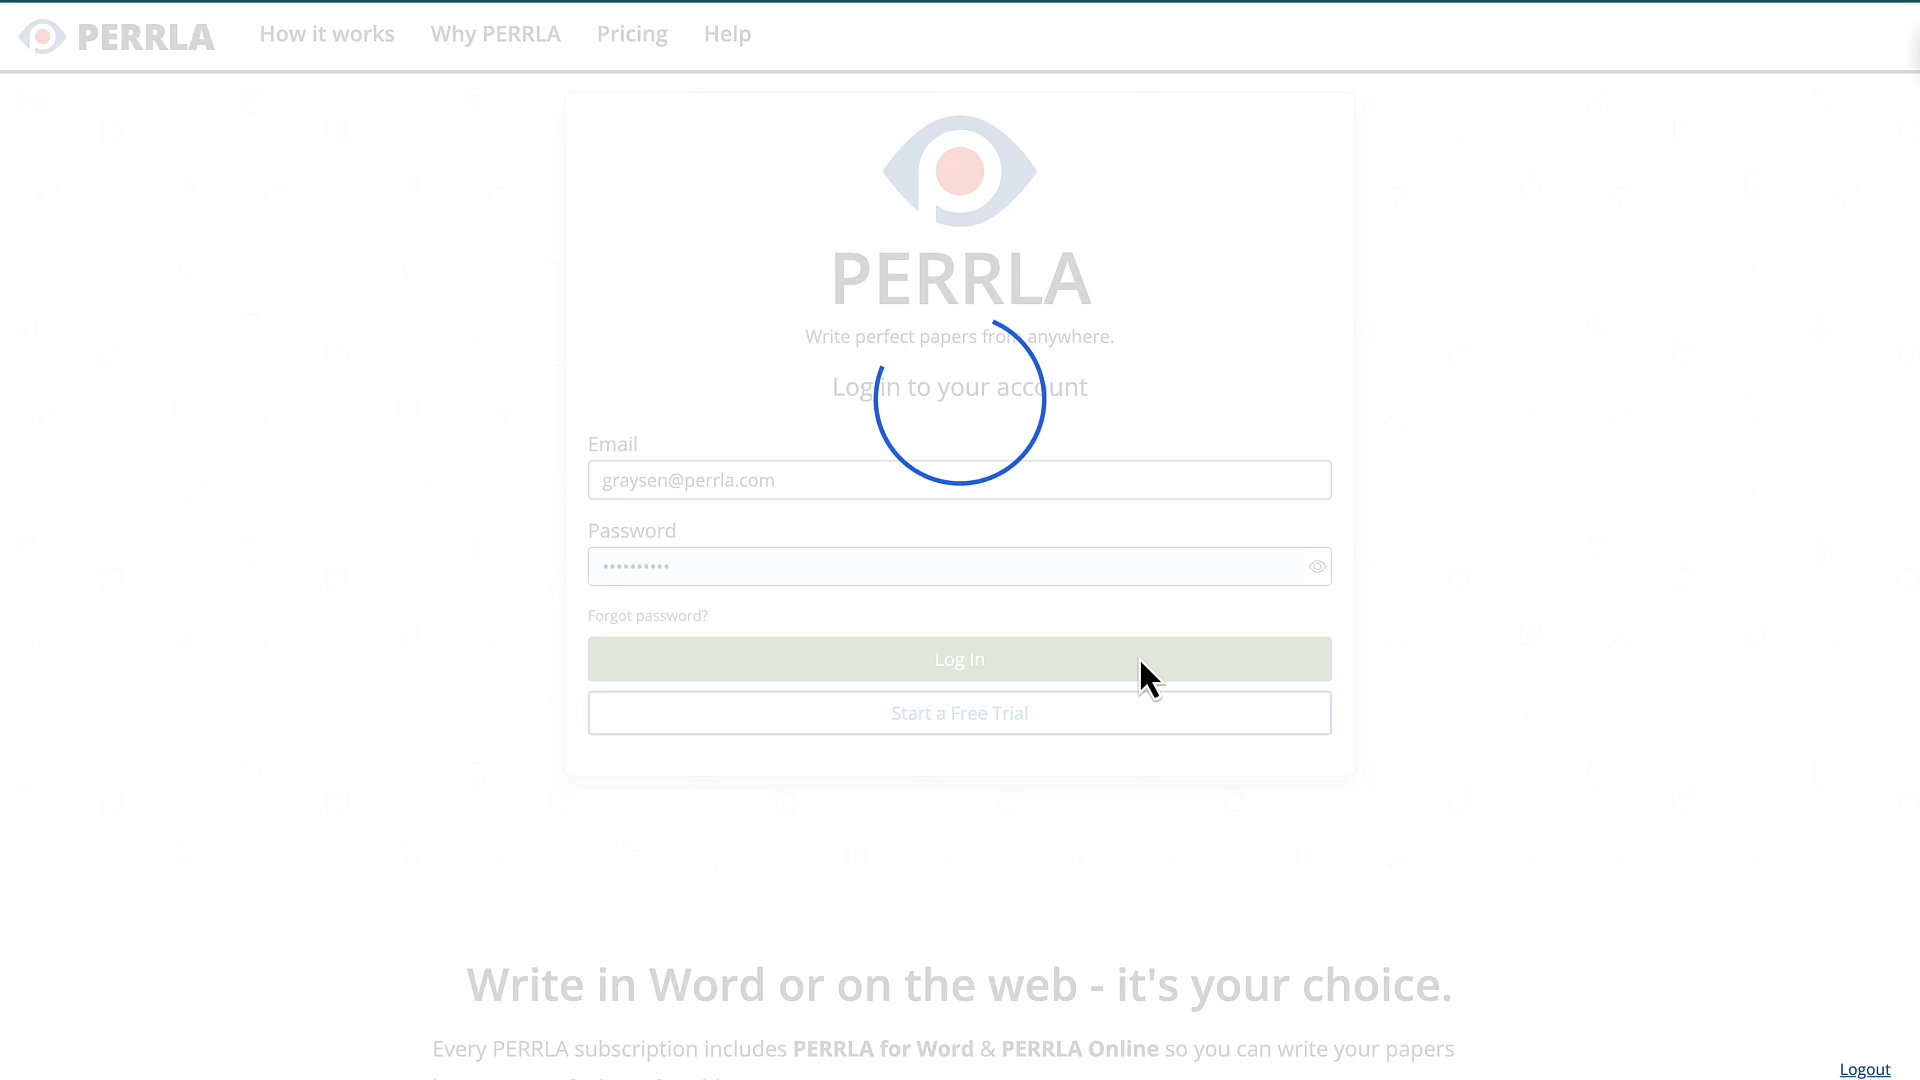 PERRLA
How it works
Why PERRLA
Pricing
Help
PERRLA
Write perfect papers from anywhere.
Log in to your account
Email
graysen@perrla.com
Password
••••••••••
Forgot password?
Log In
Start a Free Trial
Write in Word or on the web - it's your choice.
Every PERRLA subscription includes PERRLA for Word & PERRLA Online so you can write your papers
Logout